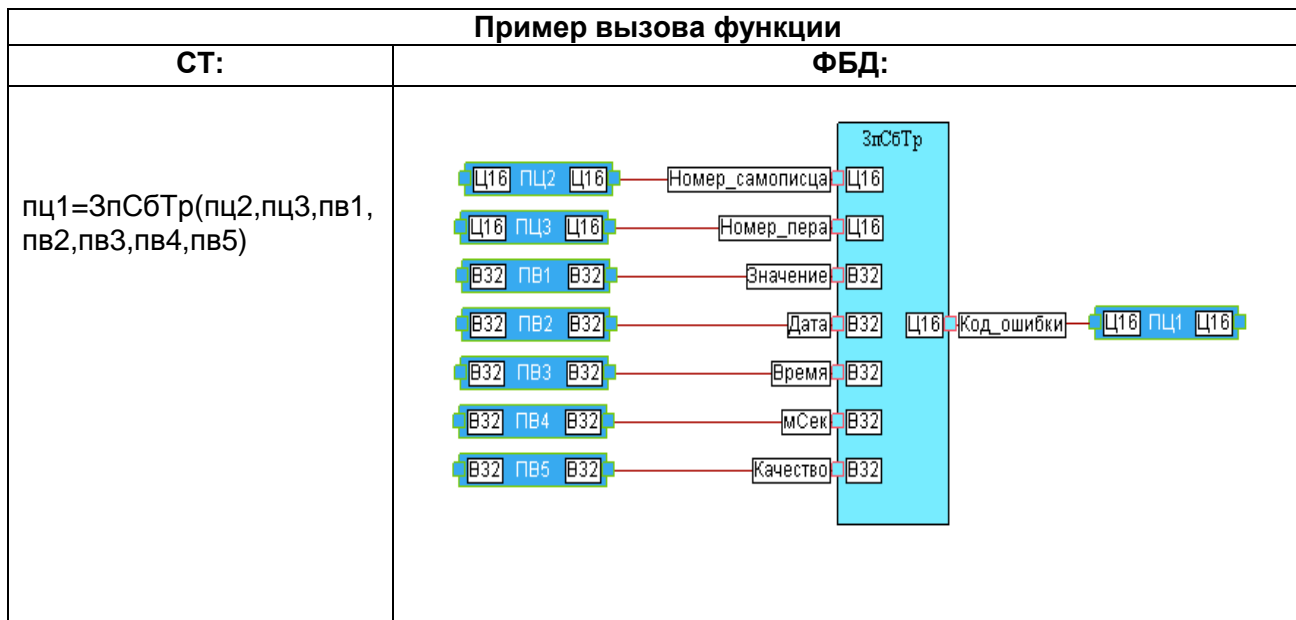 Пример вызова функции
СТ:
ФБД:
пц1=ЗпСбТр(пц2,пц3,пв1,
пв2,пв3,пв4,пв5)
ЗпСбТр
Ц16 ПЦ2 Ц16 Номер_самописца Ц16
Ц16 ПЦ3 Ц16 Номер_пера Ц16
В32 ПВ1 В32 Значение В32
В32 ПВ2 В32 Дата В32 Ц16 Код_ошибки Ц16 ПЦ1 Ц16
В32 ПВ3 В32 Время В32
В32 ПВ4 В32 мСек В32
В32 ПВ5 В32 Качество В32